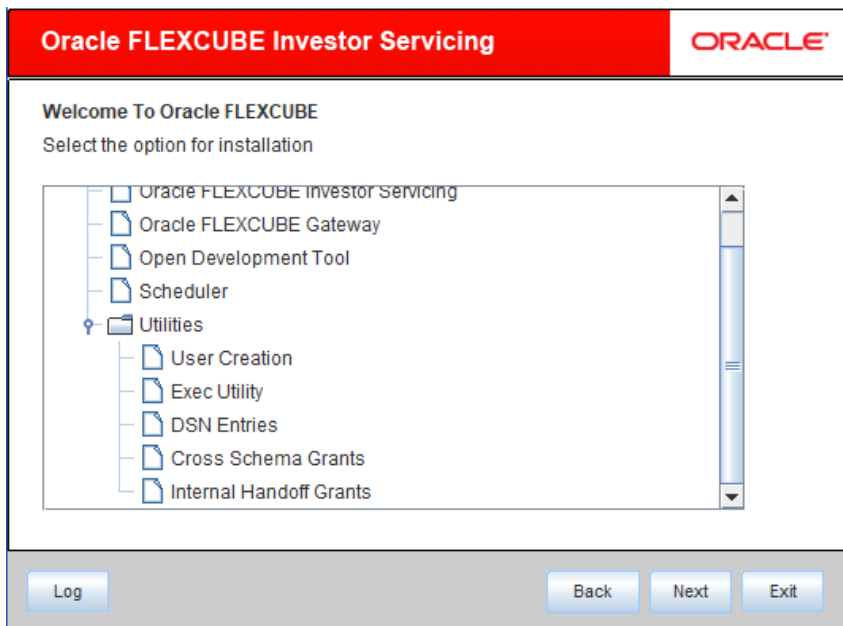 Oracle FLEXCUBE Investor Servicing
ORACLE
Welcome To Oracle FLEXCUBE
Select the option for installation
Oracle FLEXCUBE Investor Servicing
Oracle FLEXCUBE Gateway
Open Development Tool
Scheduler
Utilities
User Creation
Exec Utility
DSN Entries
Cross Schema Grants
Internal Handoff Grants
Log
Back
Next
Exit